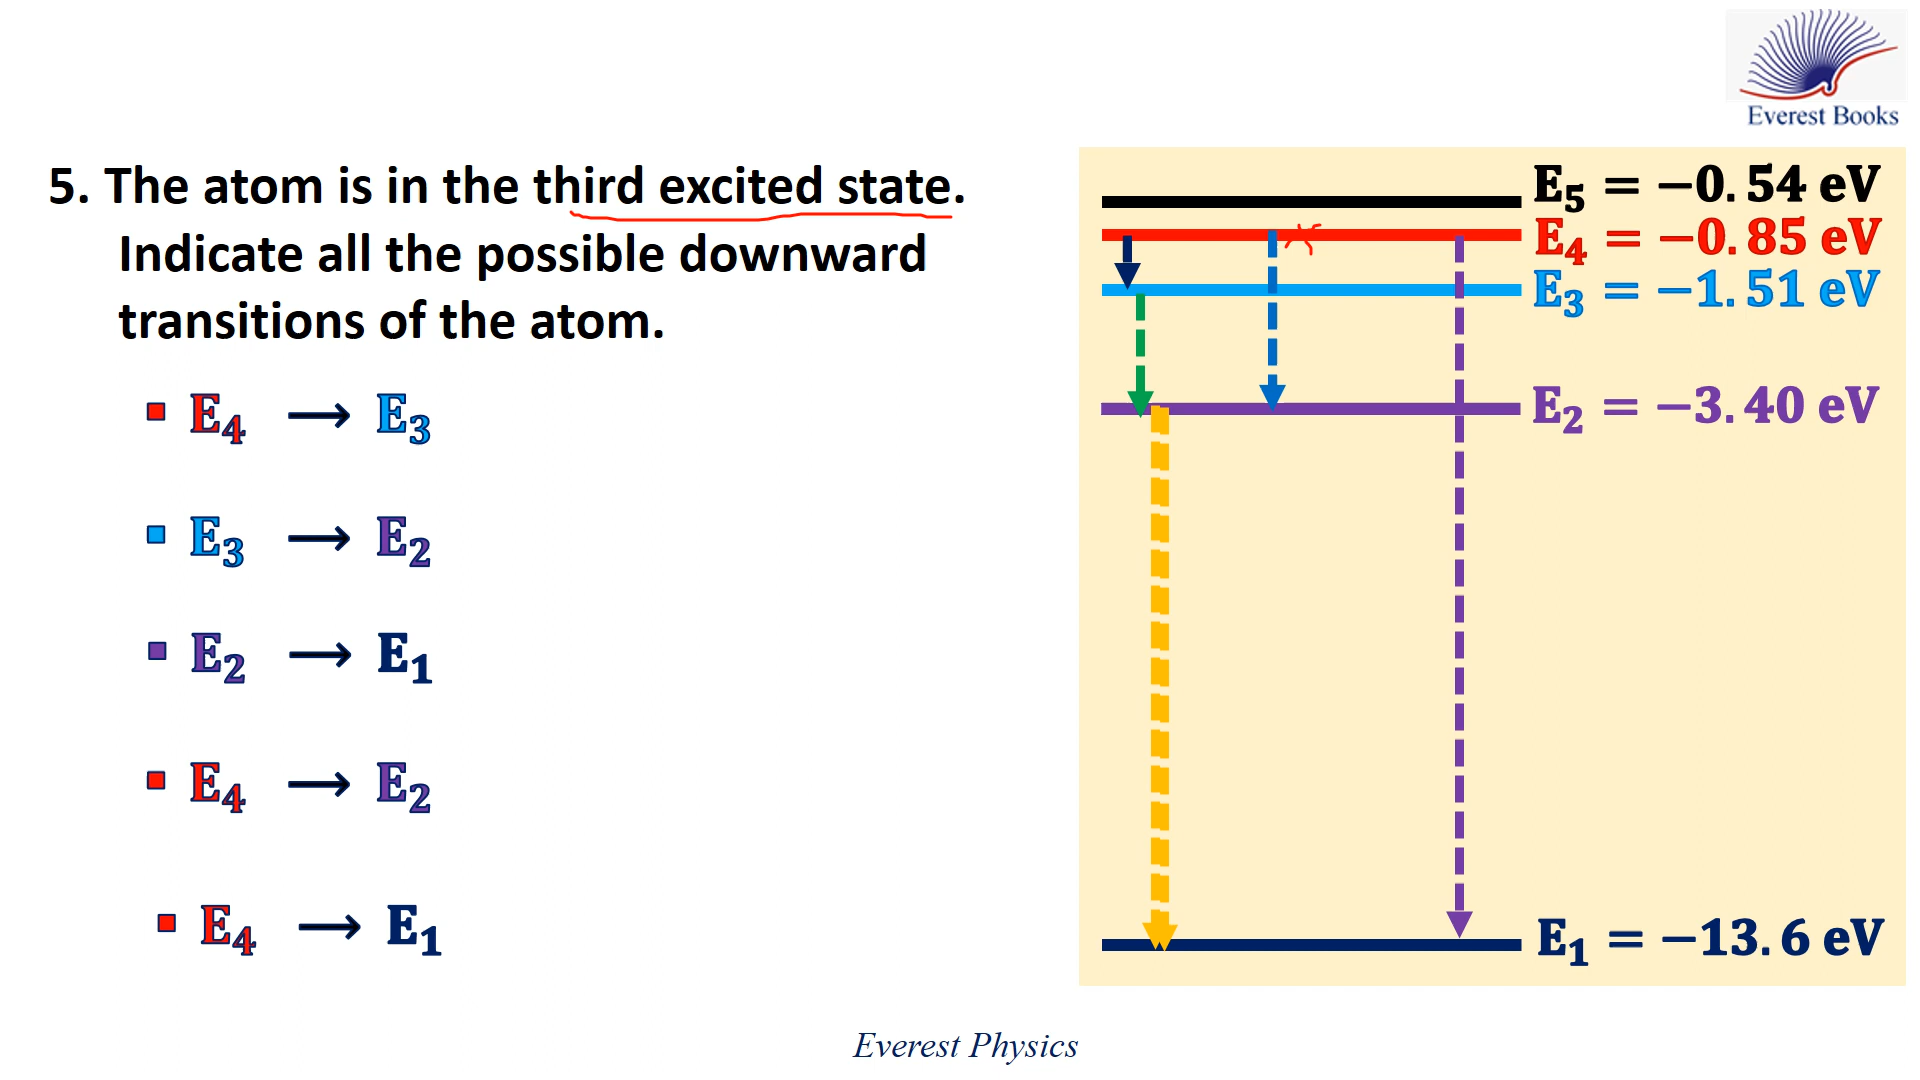 Everest Books
5. The atom is in the third excited state.
Indicate all the possible downward
transitions of the atom.
▪ E₄ ⟶ E₃
▪ E₃ ⟶ E₂
▪ E₂ ⟶ E₁
▪ E₄ ⟶ E₂
▪ E₄ ⟶ E₁
E₅ = −0.54 eV
E₄ = −0.85 eV
E₃ = −1.51 eV
E₂ = −3.40 eV
E₁ = −13.6 eV
Everest Physics